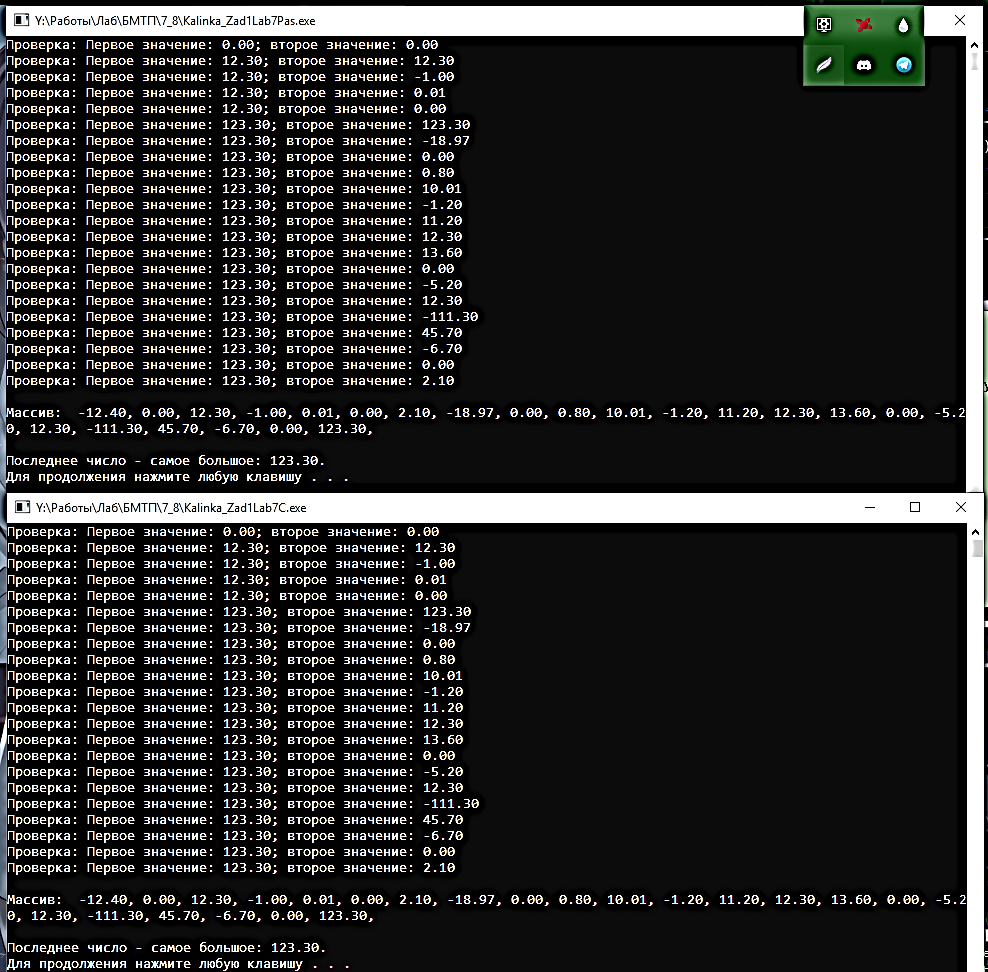 Y:\Работы\Лаб\БМТП\7_8\Kalinka_Zad1Lab7Pas.exe
Проверка: Первое значение: 0.00; второе значение: 0.00
Проверка: Первое значение: 12.30; второе значение: 12.30
Проверка: Первое значение: 12.30; второе значение: -1.00
Проверка: Первое значение: 12.30; второе значение: 0.01
Проверка: Первое значение: 12.30; второе значение: 0.00
Проверка: Первое значение: 123.30; второе значение: 123.30
Проверка: Первое значение: 123.30; второе значение: -18.97
Проверка: Первое значение: 123.30; второе значение: 0.00
Проверка: Первое значение: 123.30; второе значение: 0.80
Проверка: Первое значение: 123.30; второе значение: 10.01
Проверка: Первое значение: 123.30; второе значение: -1.20
Проверка: Первое значение: 123.30; второе значение: 11.20
Проверка: Первое значение: 123.30; второе значение: 12.30
Проверка: Первое значение: 123.30; второе значение: 13.60
Проверка: Первое значение: 123.30; второе значение: 0.00
Проверка: Первое значение: 123.30; второе значение: -5.20
Проверка: Первое значение: 123.30; второе значение: 12.30
Проверка: Первое значение: 123.30; второе значение: -111.30
Проверка: Первое значение: 123.30; второе значение: 45.70
Проверка: Первое значение: 123.30; второе значение: -6.70
Проверка: Первое значение: 123.30; второе значение: 0.00
Проверка: Первое значение: 123.30; второе значение: 2.10
Массив:  -12.40, 0.00, 12.30, -1.00, 0.01, 0.00, 2.10, -18.97, 0.00, 0.80, 10.01, -1.20, 11.20, 12.30, 13.60, 0.00, -5.2
0, 12.30, -111.30, 45.70, -6.70, 0.00, 123.30,
Последнее число - самое большое: 123.30.
Для продолжения нажмите любую клавишу . . .
Y:\Работы\Лаб\БМТП\7_8\Kalinka_Zad1Lab7C.exe
Проверка: Первое значение: 0.00; второе значение: 0.00
Проверка: Первое значение: 12.30; второе значение: 12.30
Проверка: Первое значение: 12.30; второе значение: -1.00
Проверка: Первое значение: 12.30; второе значение: 0.01
Проверка: Первое значение: 12.30; второе значение: 0.00
Проверка: Первое значение: 123.30; второе значение: 123.30
Проверка: Первое значение: 123.30; второе значение: -18.97
Проверка: Первое значение: 123.30; второе значение: 0.00
Проверка: Первое значение: 123.30; второе значение: 0.80
Проверка: Первое значение: 123.30; второе значение: 10.01
Проверка: Первое значение: 123.30; второе значение: -1.20
Проверка: Первое значение: 123.30; второе значение: 11.20
Проверка: Первое значение: 123.30; второе значение: 12.30
Проверка: Первое значение: 123.30; второе значение: 13.60
Проверка: Первое значение: 123.30; второе значение: 0.00
Проверка: Первое значение: 123.30; второе значение: -5.20
Проверка: Первое значение: 123.30; второе значение: 12.30
Проверка: Первое значение: 123.30; второе значение: -111.30
Проверка: Первое значение: 123.30; второе значение: 45.70
Проверка: Первое значение: 123.30; второе значение: -6.70
Проверка: Первое значение: 123.30; второе значение: 0.00
Проверка: Первое значение: 123.30; второе значение: 2.10
Массив:  -12.40, 0.00, 12.30, -1.00, 0.01, 0.00, 2.10, -18.97, 0.00, 0.80, 10.01, -1.20, 11.20, 12.30, 13.60, 0.00, -5.2
0, 12.30, -111.30, 45.70, -6.70, 0.00, 123.30,
Последнее число - самое большое: 123.30.
Для продолжения нажмите любую клавишу . . .